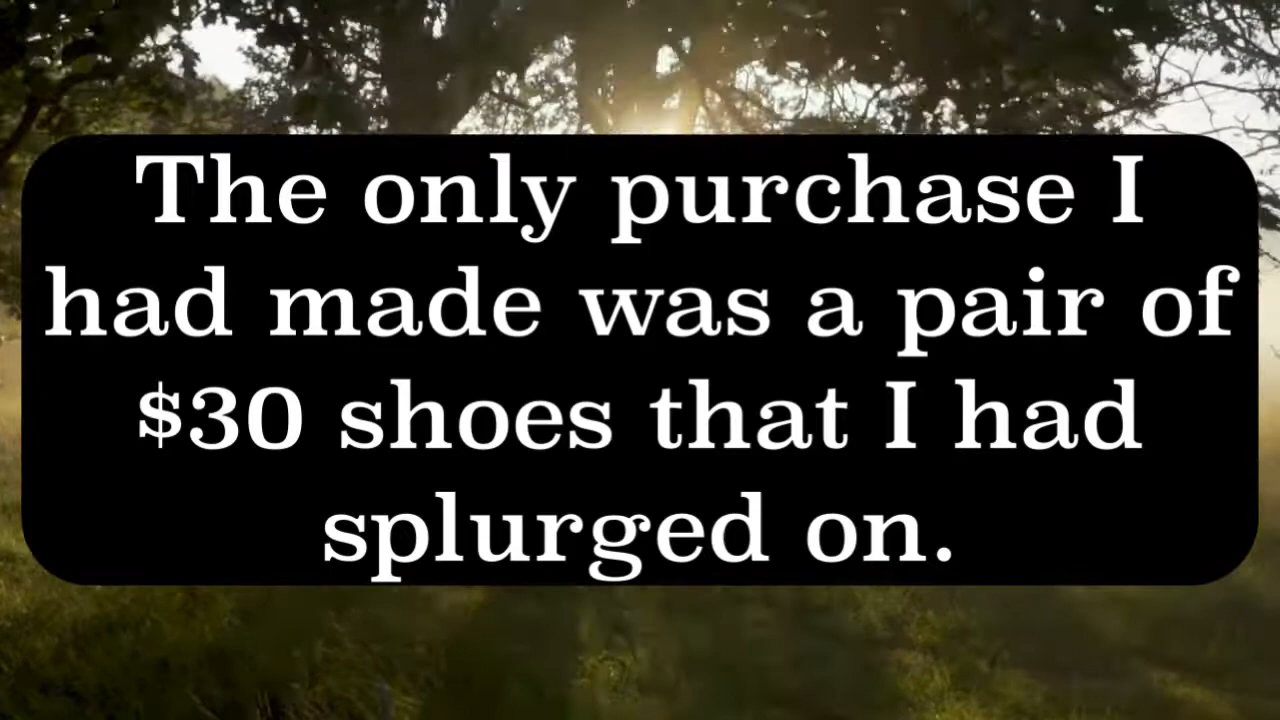 The only purchase I
had made was a pair of
$30 shoes that I had
splurged on.